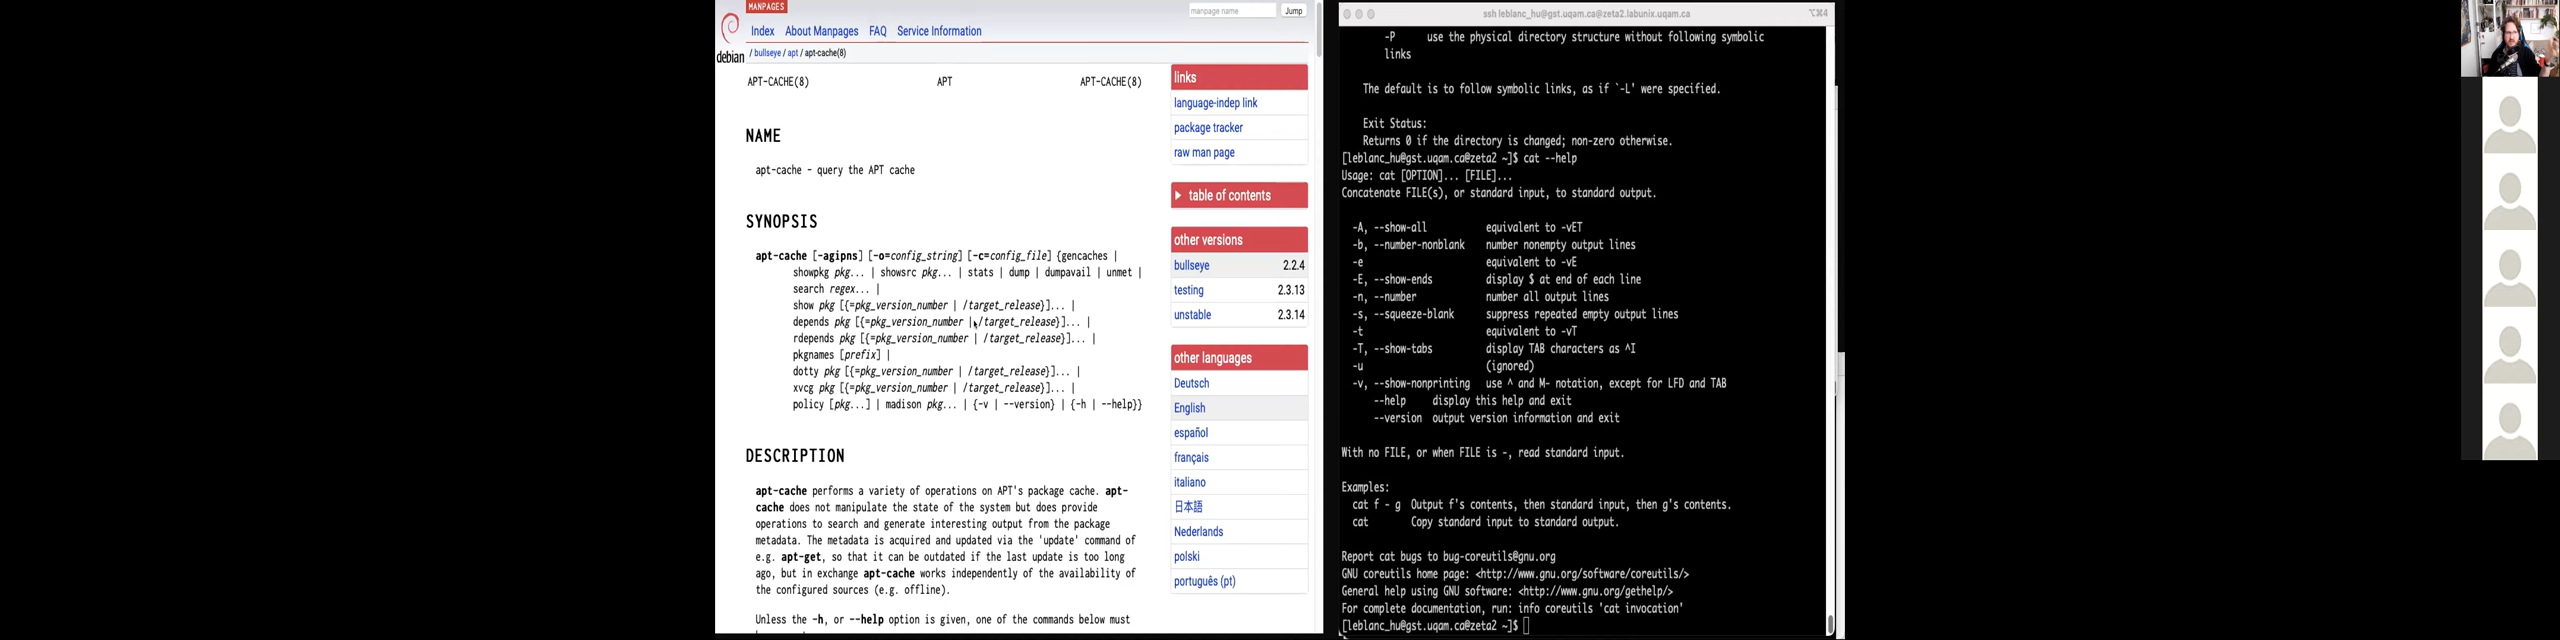 MANPAGES
manpage name
Jump
Index About Manpages FAQ Service Information
debian
/ bullseye / apt / apt-cache(8)
APT-CACHE(8) APT APT-CACHE(8)
NAME
apt-cache - query the APT cache
SYNOPSIS
apt-cache [-agipns] [-o=config_string] [-c=config_file] {gencaches |
showpkg pkg... | showsrc pkg... | stats | dump | dumpavail | unmet |
search regex... |
show pkg [{=pkg_version_number | /target_release}]... |
depends pkg [{=pkg_version_number | /target_release}]... |
rdepends pkg [{=pkg_version_number | /target_release}]... |
pkgnames [prefix] |
dotty pkg [{=pkg_version_number | /target_release}]... |
xvcg pkg [{=pkg_version_number | /target_release}]... |
policy [pkg...] | madison pkg... | {-v | --version} | {-h | --help}}
DESCRIPTION
apt-cache performs a variety of operations on APT's package cache. apt-
cache does not manipulate the state of the system but does provide
operations to search and generate interesting output from the package
metadata. The metadata is acquired and updated via the 'update' command of
e.g. apt-get, so that it can be outdated if the last update is too long
ago, but in exchange apt-cache works independently of the availability of
the configured sources (e.g. offline).
Unless the -h, or --help option is given, one of the commands below must
links
language-indep link
package tracker
raw man page
table of contents
other versions
bullseye 2.2.4
testing 2.3.13
unstable 2.3.14
other languages
Deutsch
English
español
français
italiano
日本語
Nederlands
polski
português (pt)
ssh leblanc_hu@gst.uqam.ca@zeta2.labunix.uqam.ca
⌥⌘4
-P use the physical directory structure without following symbolic
links
The default is to follow symbolic links, as if `-L' were specified.
Exit Status:
Returns 0 if the directory is changed; non-zero otherwise.
[leblanc_hu@gst.uqam.ca@zeta2 ~]$ cat --help
Usage: cat [OPTION]... [FILE]...
Concatenate FILE(s), or standard input, to standard output.
-A, --show-all equivalent to -vET
-b, --number-nonblank number nonempty output lines
-e equivalent to -vE
-E, --show-ends display $ at end of each line
-n, --number number all output lines
-s, --squeeze-blank suppress repeated empty output lines
-t equivalent to -vT
-T, --show-tabs display TAB characters as ^I
-u (ignored)
-v, --show-nonprinting use ^ and M- notation, except for LFD and TAB
--help display this help and exit
--version output version information and exit
With no FILE, or when FILE is -, read standard input.
Examples:
cat f - g Output f's contents, then standard input, then g's contents.
cat Copy standard input to standard output.
Report cat bugs to bug-coreutils@gnu.org
GNU coreutils home page: <http://www.gnu.org/software/coreutils/>
General help using GNU software: <http://www.gnu.org/gethelp/>
For complete documentation, run: info coreutils 'cat invocation'
[leblanc_hu@gst.uqam.ca@zeta2 ~]$